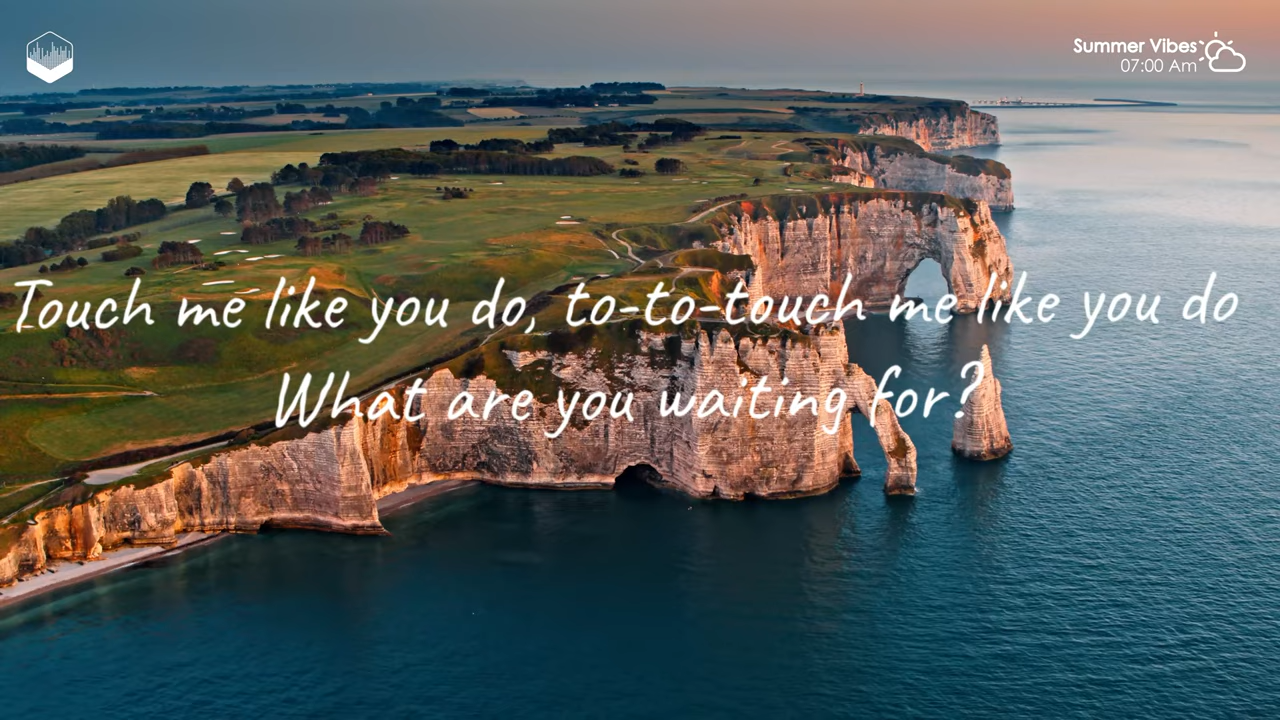 Summer Vibes
07:00 Am
Touch me like you do, to-to-touch me like you do
What are you waiting for?